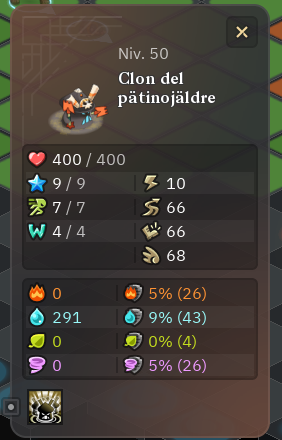 Niv. 50
Clon del
pätinojäldre
400 / 400
9 / 9 10
7 / 7 66
4 / 4 66
68
0 5% (26)
291 9% (43)
0 0% (4)
0 5% (26)